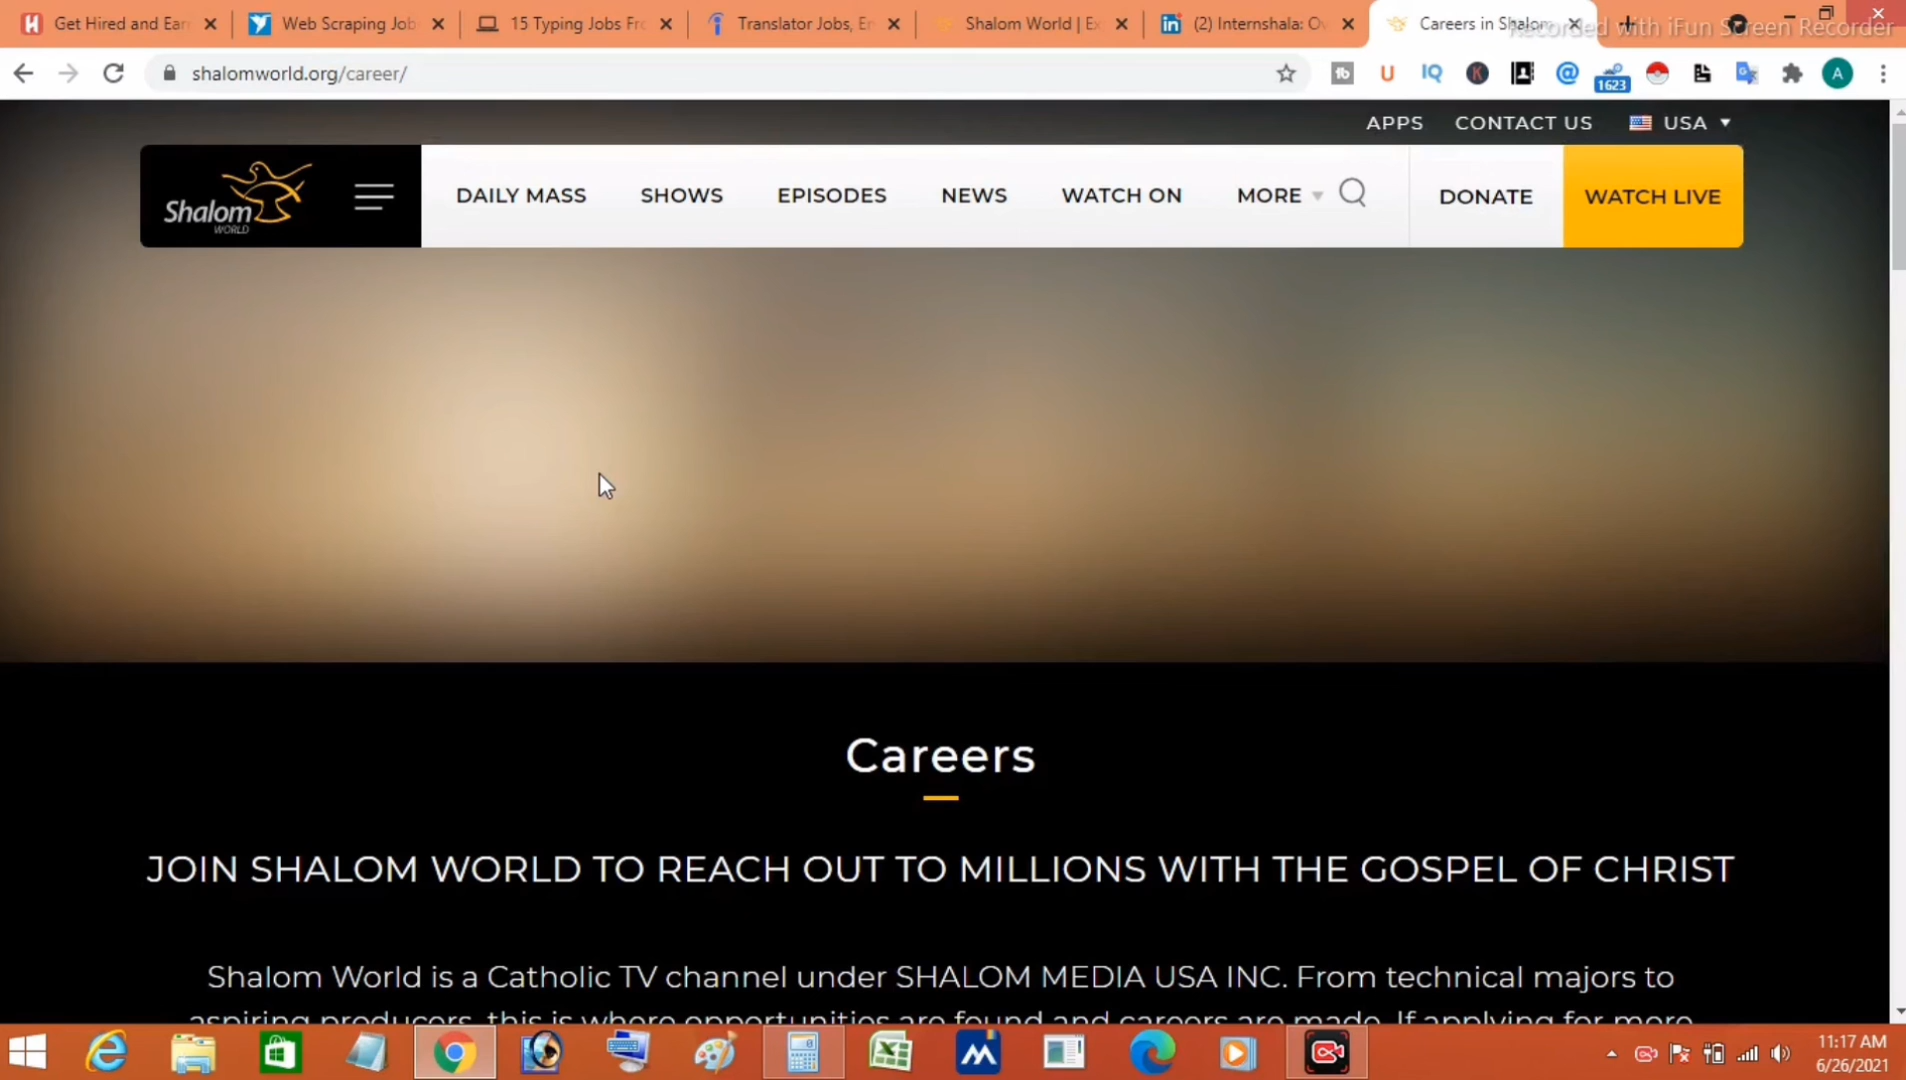 Get Hired and Ear
Web Scraping Job
15 Typing Jobs Fro
Translator Jobs, En
Shalom World | Ex
(2) Internshala: Ov
Careers in Shalom
Recorded with iFun Screen Recorder
shalomworld.org/career/
1623
A
APPS
CONTACT US
USA
Shalom
WORLD
DAILY MASS
SHOWS
EPISODES
NEWS
WATCH ON
MORE
DONATE
WATCH LIVE
Careers
JOIN SHALOM WORLD TO REACH OUT TO MILLIONS WITH THE GOSPEL OF CHRIST
Shalom World is a Catholic TV channel under SHALOM MEDIA USA INC. From technical majors to
aspiring producers, this is where opportunities are found and careers are made. If applying for more
11:17 AM
6/26/2021